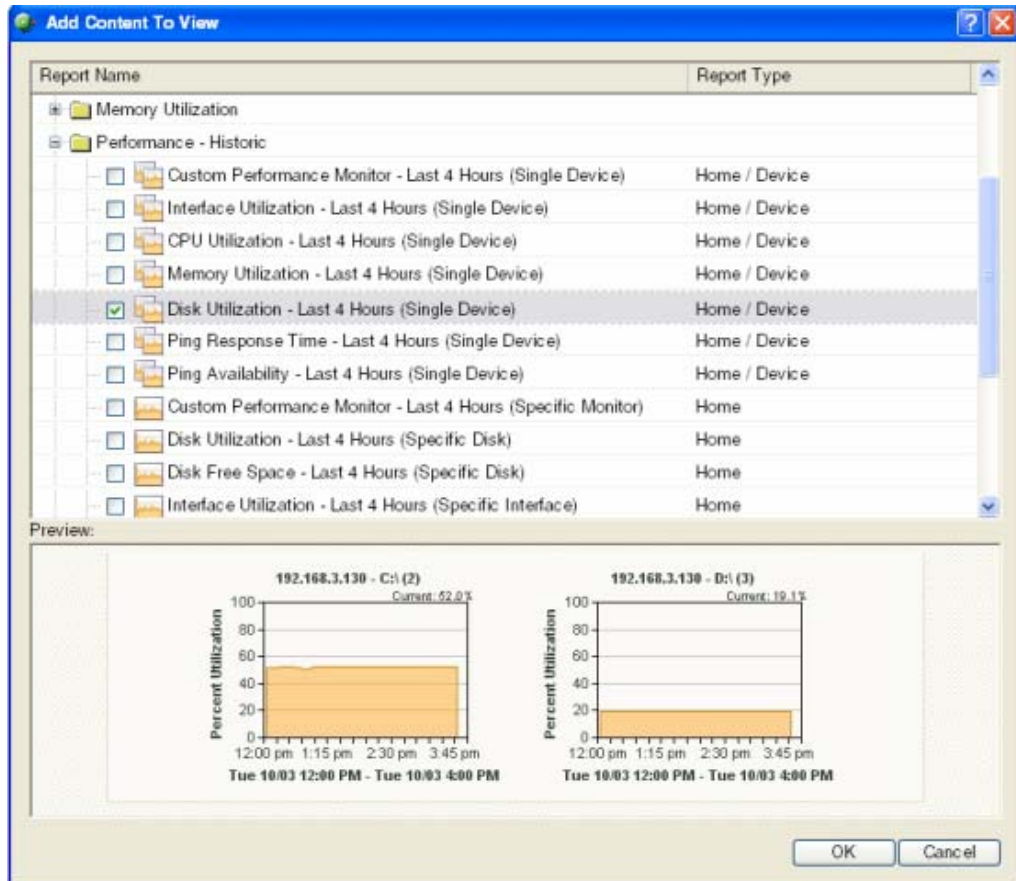 Add Content To View
Report Name Report Type
Memory Utilization
Performance - Historic
Custom Performance Monitor - Last 4 Hours (Single Device) Home / Device
Interface Utilization - Last 4 Hours (Single Device) Home / Device
CPU Utilization - Last 4 Hours (Single Device) Home / Device
Memory Utilization - Last 4 Hours (Single Device) Home / Device
Disk Utilization - Last 4 Hours (Single Device) Home / Device
Ping Response Time - Last 4 Hours (Single Device) Home / Device
Ping Availability - Last 4 Hours (Single Device) Home / Device
Custom Performance Monitor - Last 4 Hours (Specific Monitor) Home
Disk Utilization - Last 4 Hours (Specific Disk) Home
Disk Free Space - Last 4 Hours (Specific Disk) Home
Interface Utilization - Last 4 Hours (Specific Interface) Home
Preview:
192.168.3.130 - C:\ (2)
Current: 52.0%
Percent Utilization
100
80
60
40
20
0
12:00 pm 1:15 pm 2:30 pm 3:45 pm
Tue 10/03 12:00 PM - Tue 10/03 4:00 PM
192.168.3.130 - D:\ (3)
Current: 19.1%
Percent Utilization
100
80
60
40
20
0
12:00 pm 1:15 pm 2:30 pm 3:45 pm
Tue 10/03 12:00 PM - Tue 10/03 4:00 PM
OK Cancel